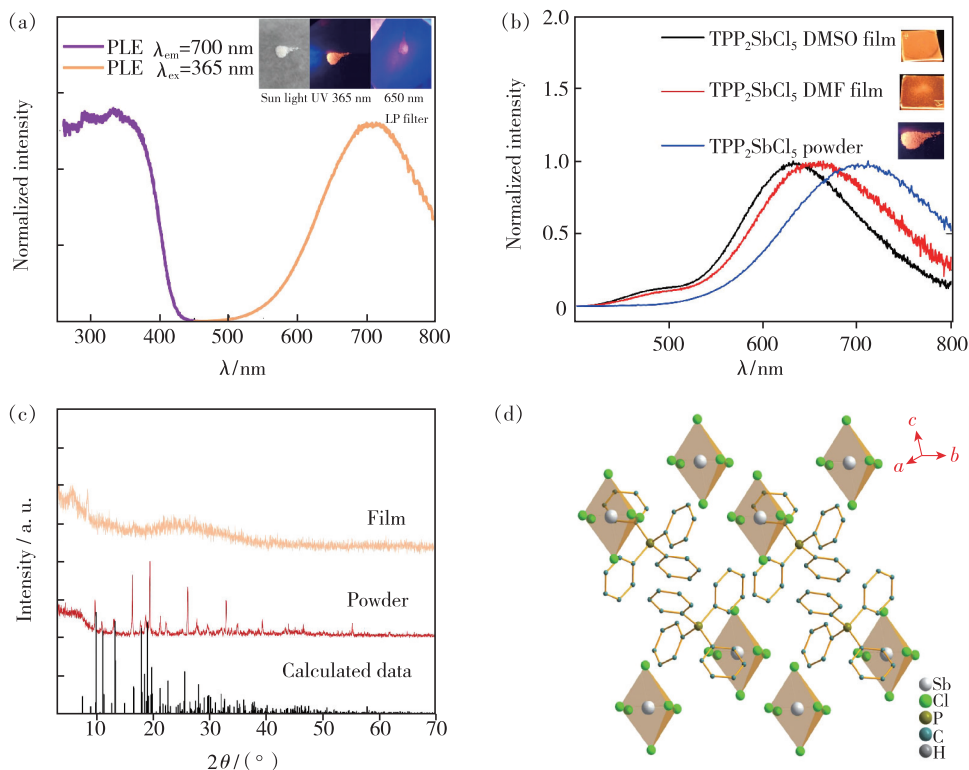 (a)
PLE λem=700 nm
PLE λex=365 nm
Sun light UV 365 nm 650 nm
LP filter
Normalized intensity
250 300 400 500 600 700 800
λ/nm
(b)
2.0
1.5
1.0
0.5
0
TPP₂SbCl₅ DMSO film
TPP₂SbCl₅ DMF film
TPP₂SbCl₅ powder
Normalized intensity
500 600 700 800
λ/nm
(c)
Film
Powder
Calculated data
Intensity / a. u.
10 20 30 40 50 60 70
2θ/(°)
(d)
c
a b
Sb
Cl
P
C
H